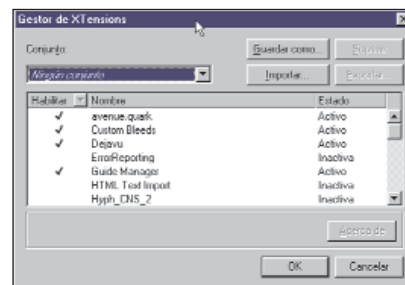 Gestor de XTensions
Conjunto:
Guardar como...
Suprimir
Ningún conjunto
Importar...
Exportar...
Habilitar Nombre Estado
avenue.quark Activo
Custom Bleeds Activo
Dejavu Activo
ErrorReporting Inactiva
Guide Manager Activo
HTML Text Import Inactiva
Hyph_CNS_2 Inactiva
Acerca de
OK Cancelar